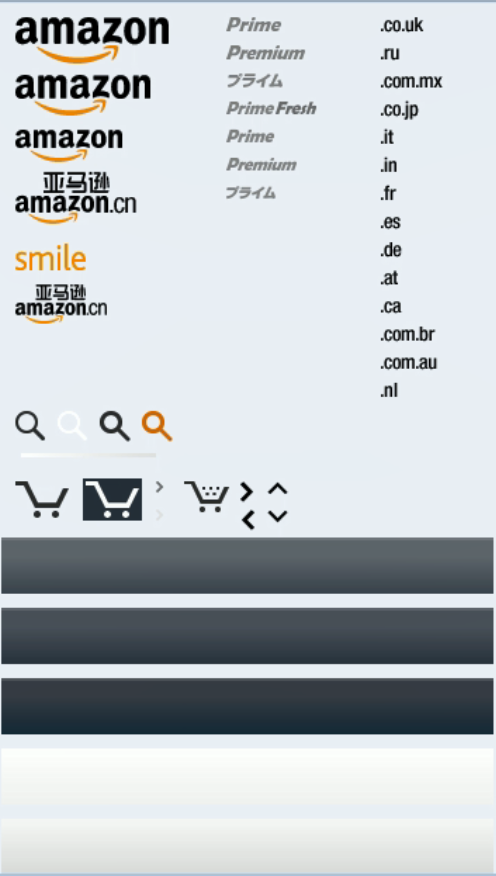 amazon
amazon
amazon
亚马逊
amazon.cn
smile
亚马逊
amazon.cn
Prime
Premium
プライム
Prime Fresh
Prime
Premium
プライム
.co.uk
.ru
.com.mx
.co.jp
.it
.in
.fr
.es
.de
.at
.ca
.com.br
.com.au
.nl